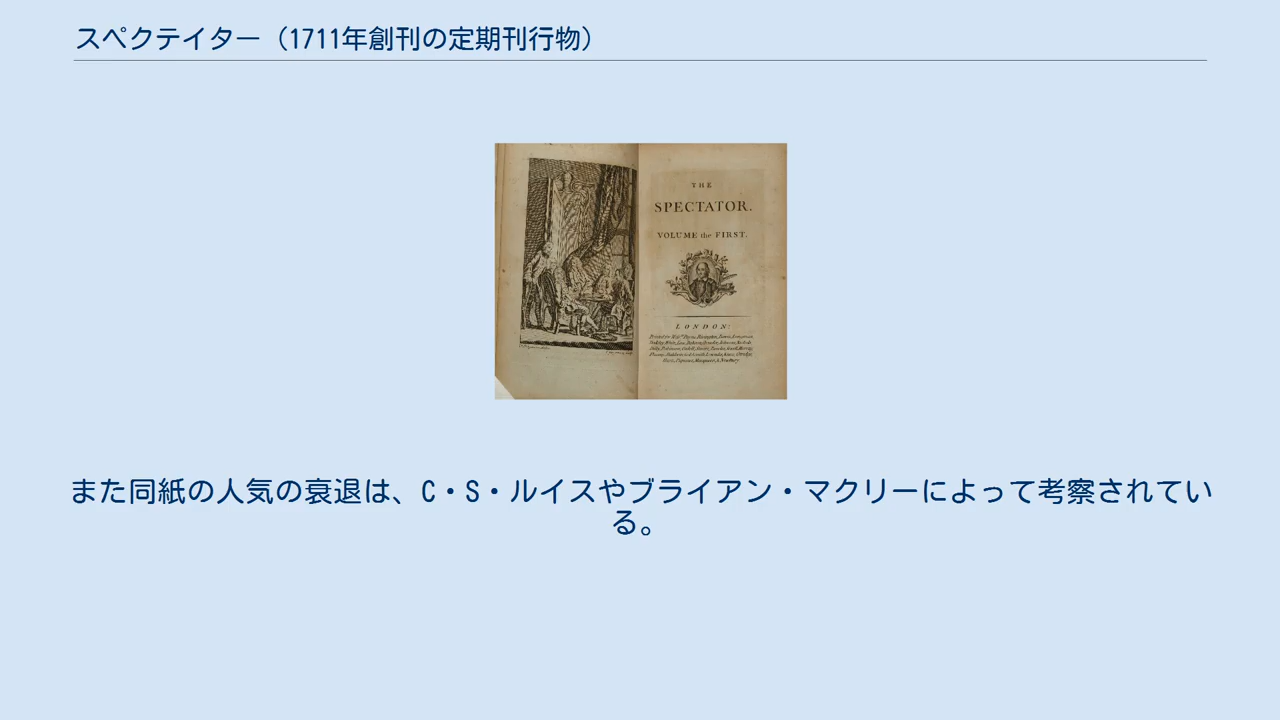 スペクテイター（1711年創刊の定期刊行物）
THE
SPECTATOR.
VOLUME the FIRST.
LONDON:
また同紙の人気の衰退は、C・S・ルイスやブライアン・マクリーによって考察されてい
る。